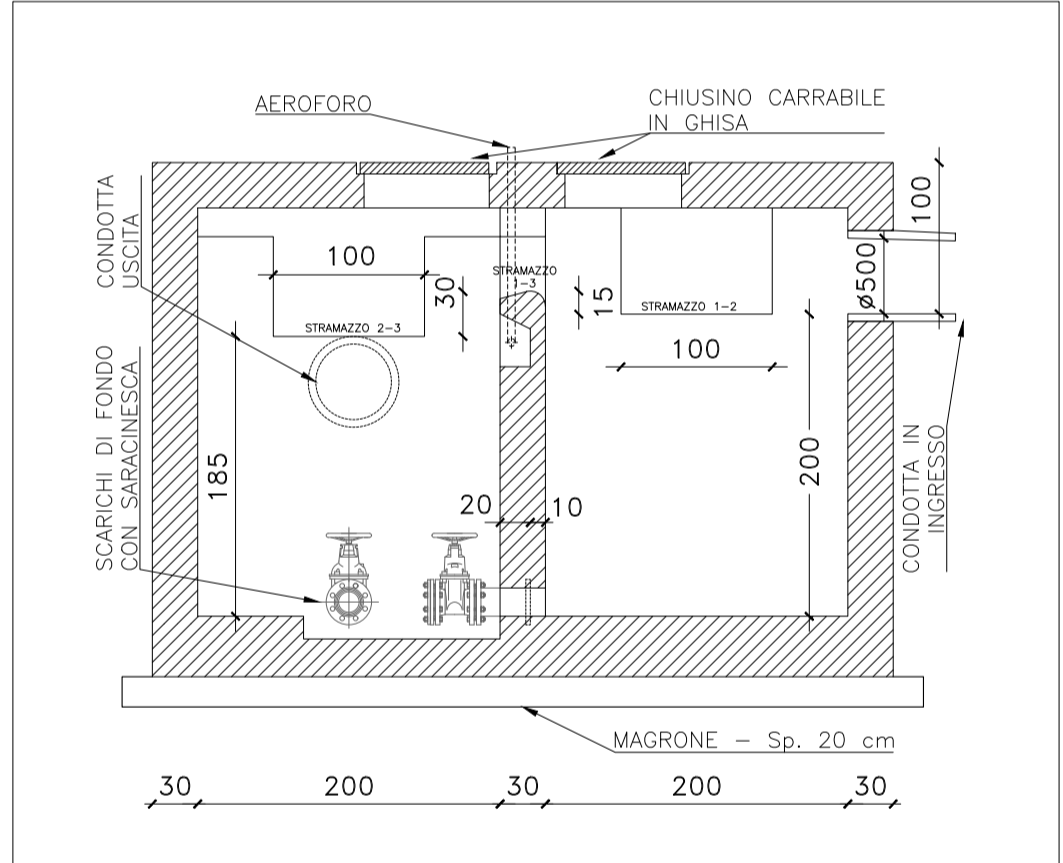 AEROFORO
CHIUSINO CARRABILE
IN GHISA
CONDOTTA
USCITA
100
100
30
STRAMAZZO
1-3
15
STRAMAZZO 1-2
STRAMAZZO 2-3
ø500
100
SCARICHI DI FONDO
CON SARACINESCA
185
200
20
10
CONDOTTA IN
INGRESSO
MAGRONE - Sp. 20 cm
30
200
30
200
30